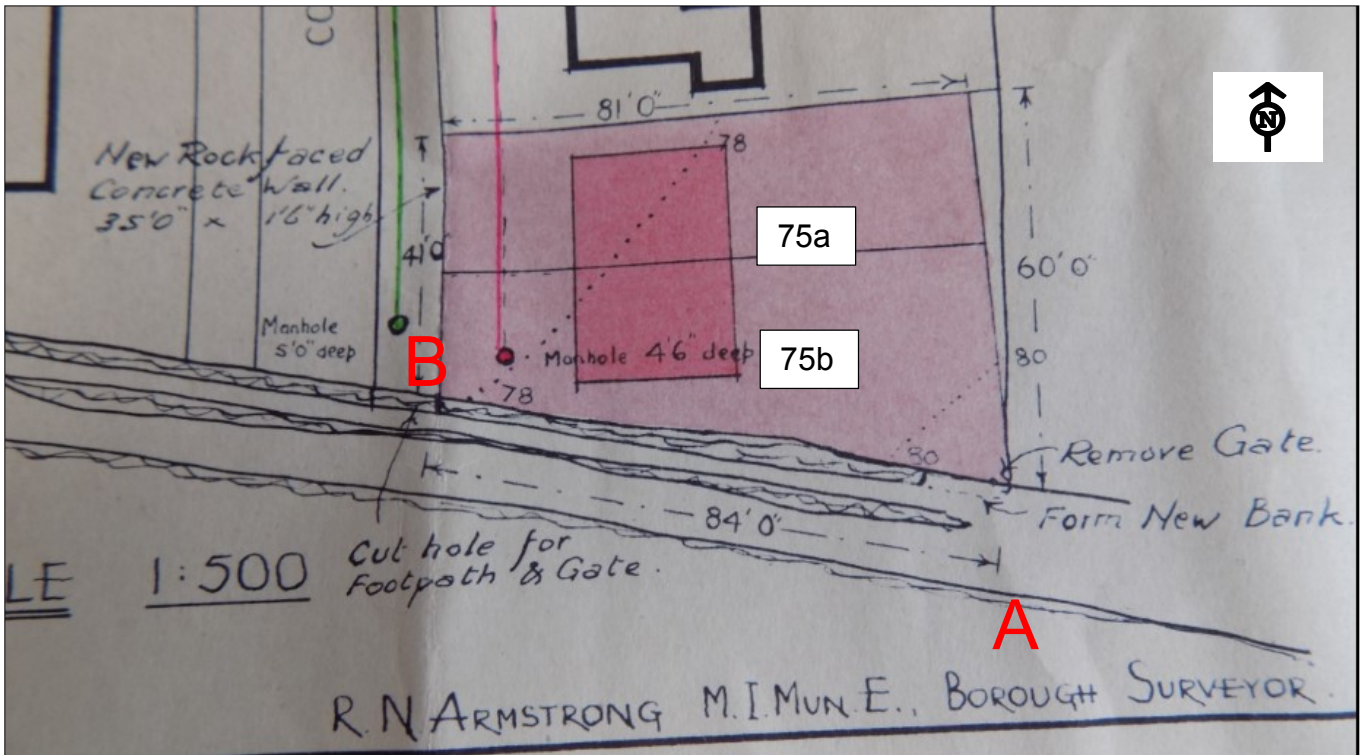 CO
81'0"
N
78
New Rock faced
Concrete Wall.
35'0" x 1'6" high
75a
41'0"
60'0"
Manhole
5'0" deep
B
Manhole 4'6" deep
75b
80
78
80
Remove Gate.
84'0"
Form New Bank.
LE 1:500
Cut hole for
Footpath & Gate.
A
R.N ARMSTRONG M.I.MUN.E., BOROUGH SURVEYOR.